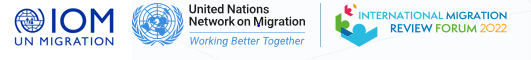 IOM
UN MIGRATION
United Nations
Network on Migration
Working Better Together
INTERNATIONAL MIGRATION
REVIEW FORUM 2022